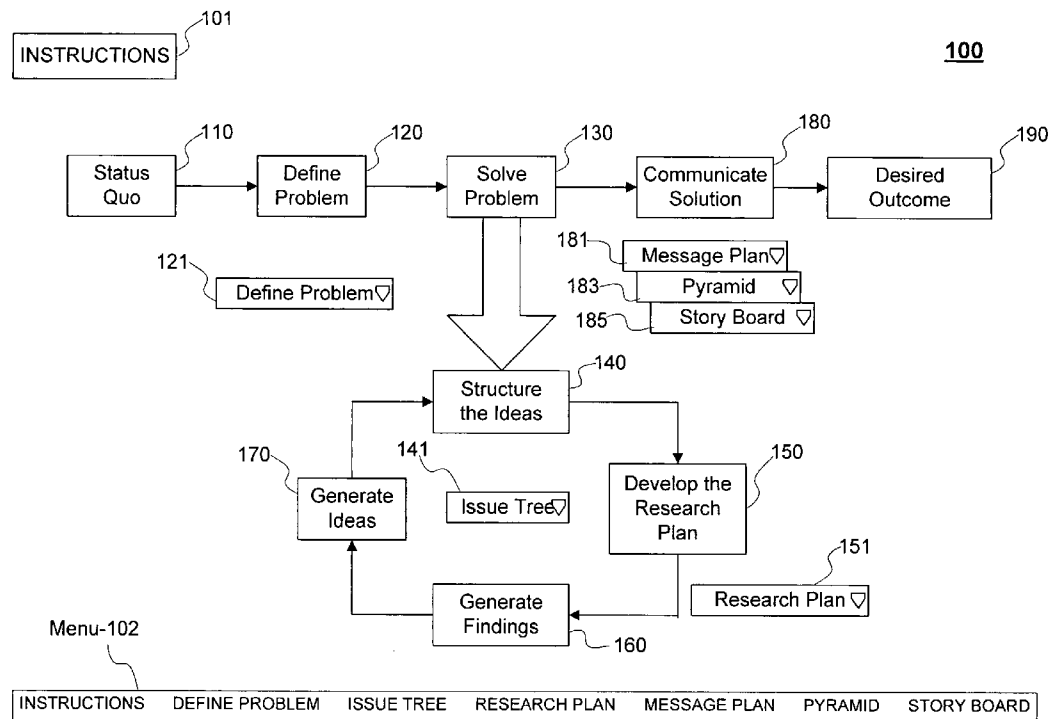 101
INSTRUCTIONS
100
110
120
130
180
190
Status
Quo
Define
Problem
Solve
Problem
Communicate
Solution
Desired
Outcome
121
Define Problem
181
Message Plan
183
Pyramid
185
Story Board
140
Structure
the Ideas
170
141
150
Generate
Ideas
Issue Tree
Develop the
Research
Plan
151
Research Plan
Generate
Findings
160
Menu-102
INSTRUCTIONS DEFINE PROBLEM ISSUE TREE RESEARCH PLAN MESSAGE PLAN PYRAMID STORY BOARD